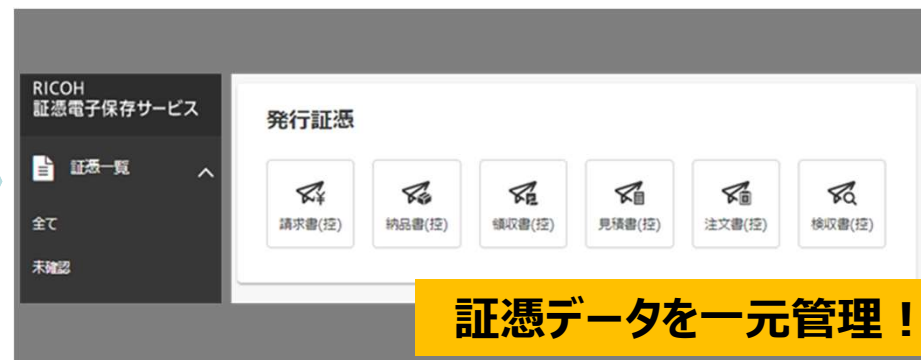 RICOH
証憑電子保存サービス
証憑一覧
全て
未確認
発行証憑
請求書(控)
納品書(控)
領収書(控)
見積書(控)
注文書(控)
検収書(控)
証憑データを一元管理！